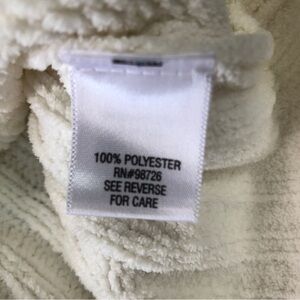 100% POLYESTER
RN#98726
SEE REVERSE
FOR CARE